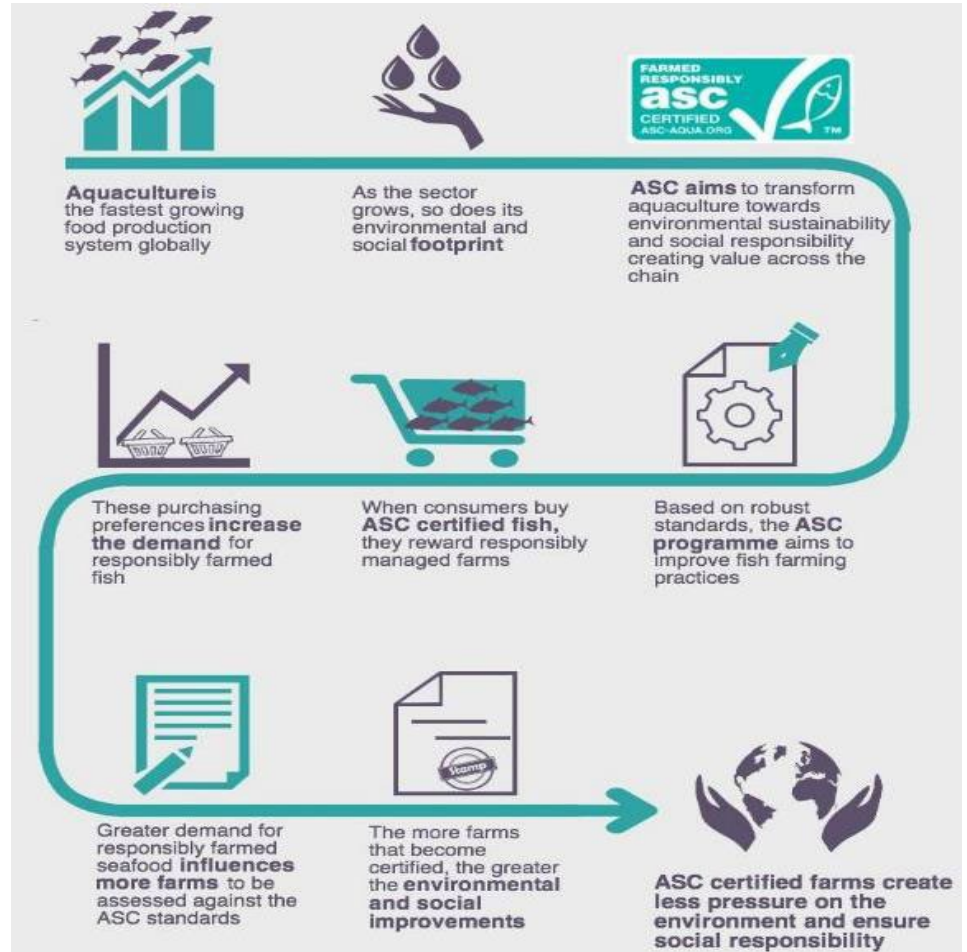 FARMED
RESPONSIBLY
asc
CERTIFIED
ASC-AQUA.ORG
TM
Aquaculture is
the fastest growing
food production
system globally
As the sector
grows, so does its
environmental and
social footprint
ASC aims to transform
aquaculture towards
environmental sustainability
and social responsibility
creating value across the
chain
Based on robust
standards, the ASC
programme aims to
improve fish farming
practices
When consumers buy
ASC certified fish,
they reward responsibly
managed farms
These purchasing
preferences increase
the demand for
responsibly farmed
fish
Greater demand for
responsibly farmed
seafood influences
more farms to be
assessed against the
ASC standards
Stamp
The more farms
that become
certified, the greater
the environmental
and social
improvements
ASC certified farms create
less pressure on the
environment and ensure
social responsibility